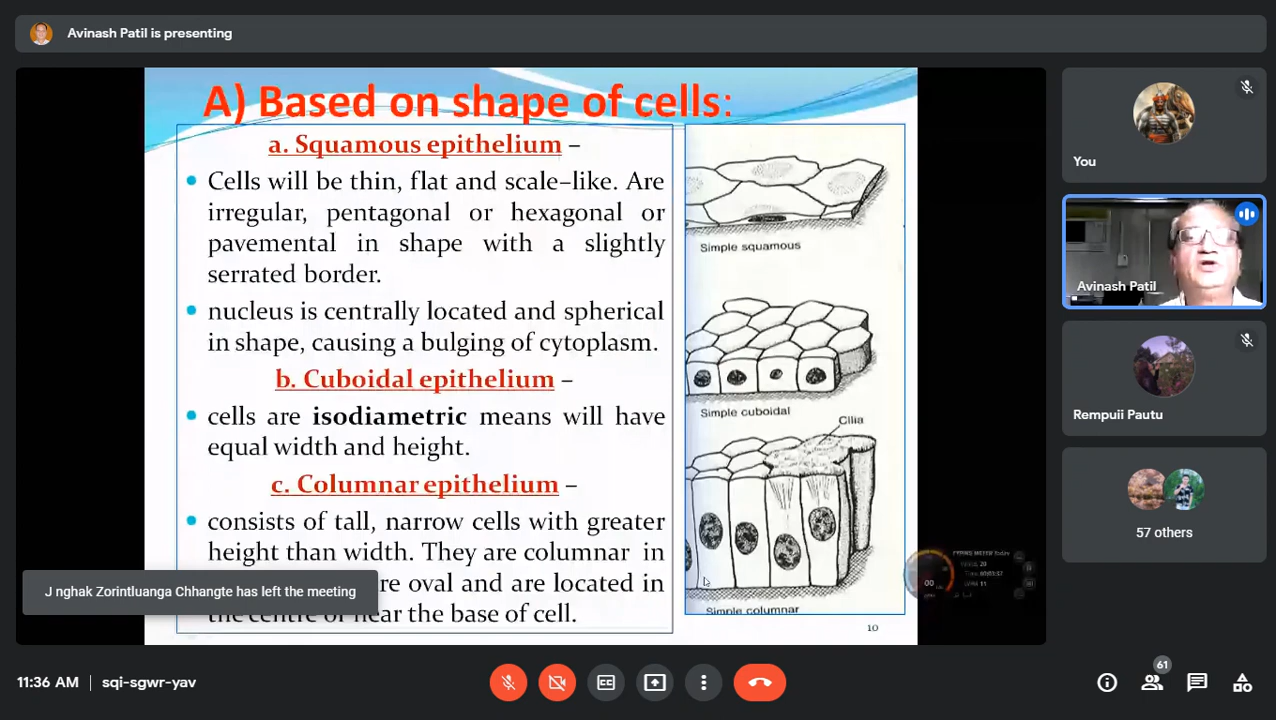 Avinash Patil is presenting
A) Based on shape of cells:
a. Squamous epithelium –
Cells will be thin, flat and scale–like. Are
irregular, pentagonal or hexagonal or
pavemental in shape with a slightly
serrated border.
nucleus is centrally located and spherical
in shape, causing a bulging of cytoplasm.
b. Cuboidal epithelium –
cells are isodiametric means will have
equal width and height.
c. Columnar epithelium –
consists of tall, narrow cells with greater
height than width. They are columnar in
re oval and are located in
the centre or near the base of cell.
Simple squamous
Simple cuboidal
Cilia
Simple columnar
10
J nghak Zorintluanga Chhangte has left the meeting
You
Avinash Patil
Rempuii Pautu
57 others
11:36 AM | sqi-sgwr-yav
61